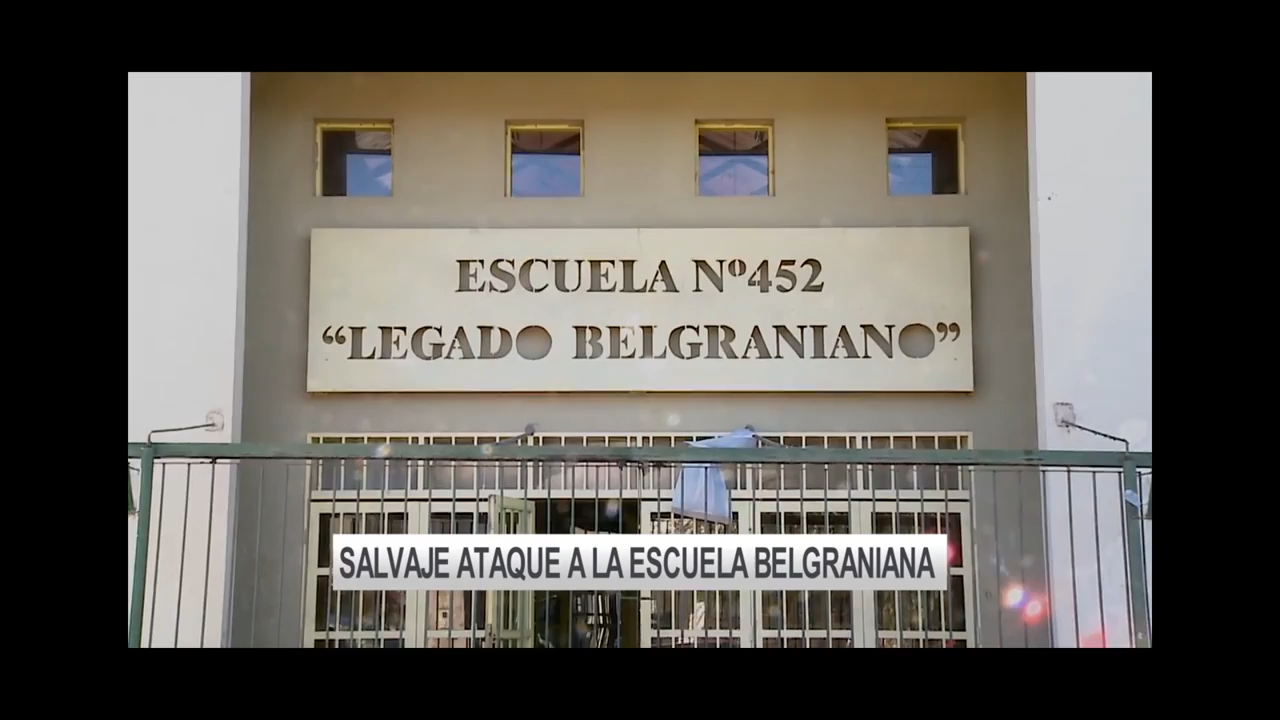 ESCUELA Nº452
“LEGADO BELGRANIANO”
SALVAJE ATAQUE A LA ESCUELA BELGRANIANA